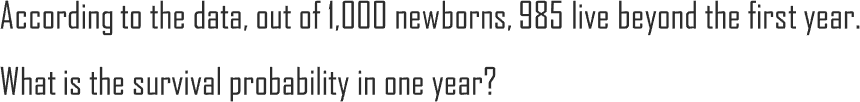 According to the data, out of 1,000 newborns, 985 live beyond the first year.
What is the survival probability in one year?